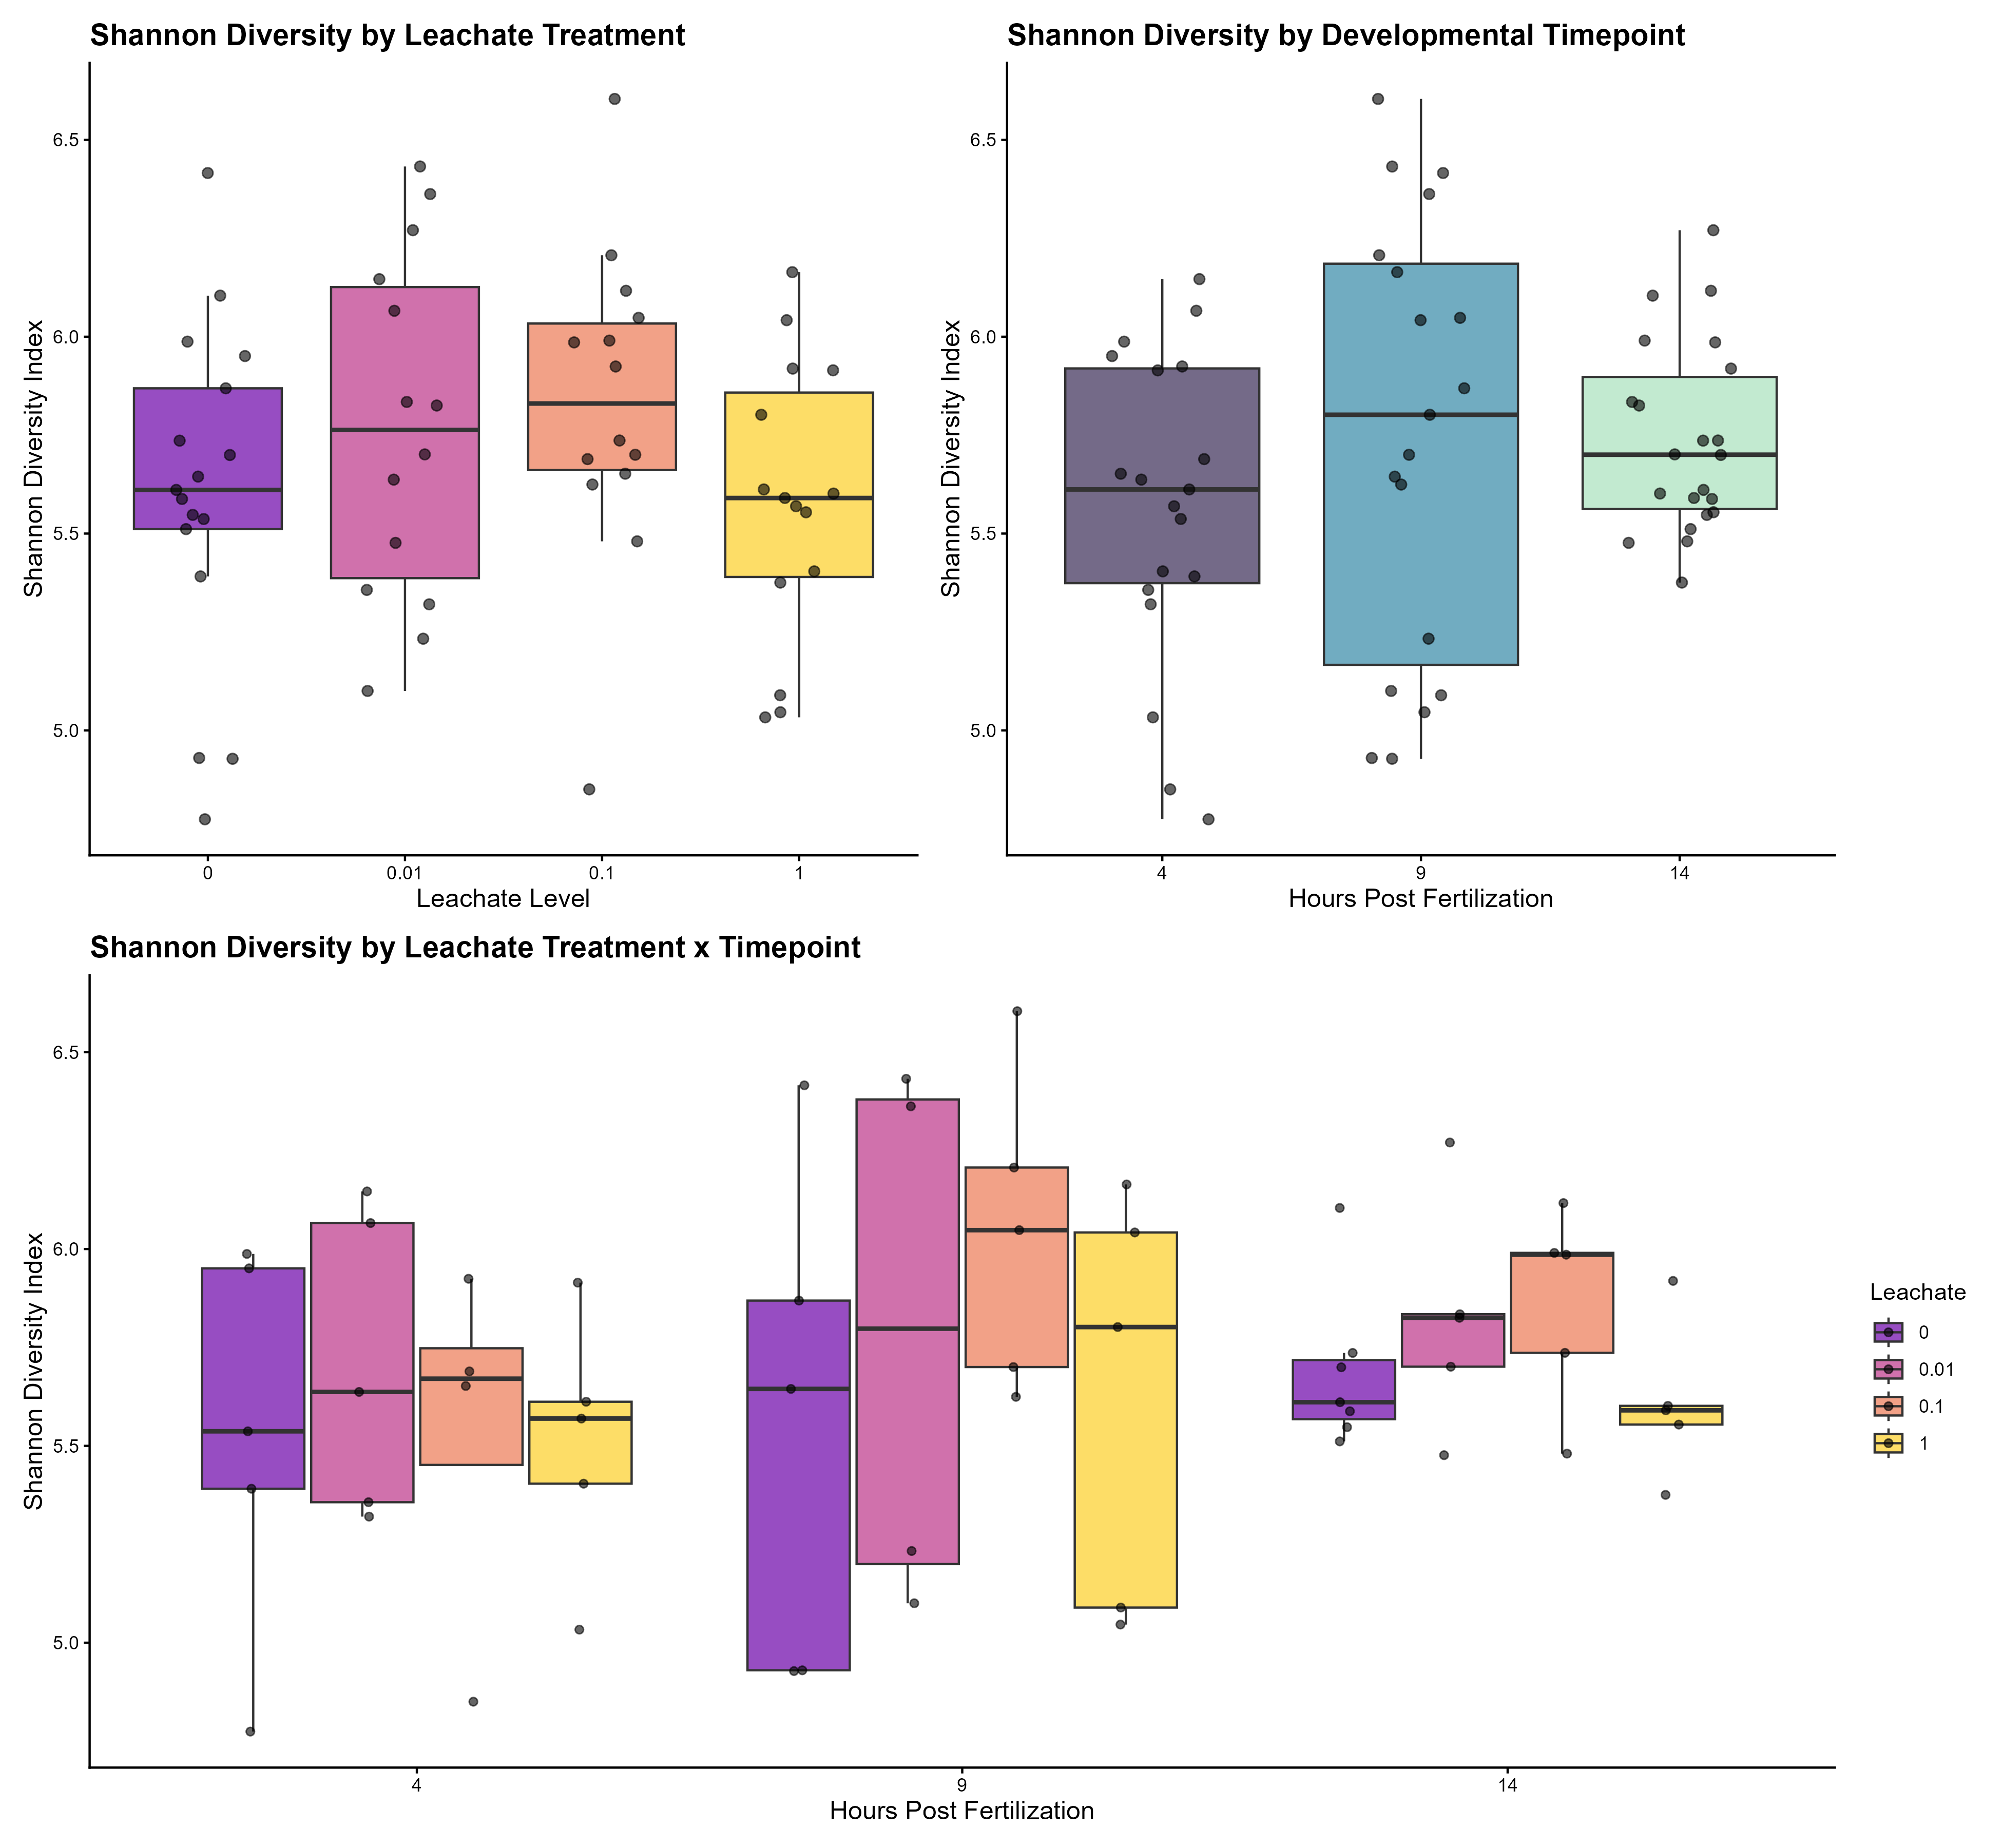 Shannon Diversity by Leachate Treatment
Shannon Diversity Index
6.5
6.0
5.5
5.0
0 0.01 0.1 1
Leachate Level
Shannon Diversity by Developmental Timepoint
Shannon Diversity Index
6.5
6.0
5.5
5.0
4 9 14
Hours Post Fertilization
Shannon Diversity by Leachate Treatment x Timepoint
Shannon Diversity Index
6.5
6.0
5.5
5.0
4 9 14
Hours Post Fertilization
Leachate
0
0.01
0.1
1